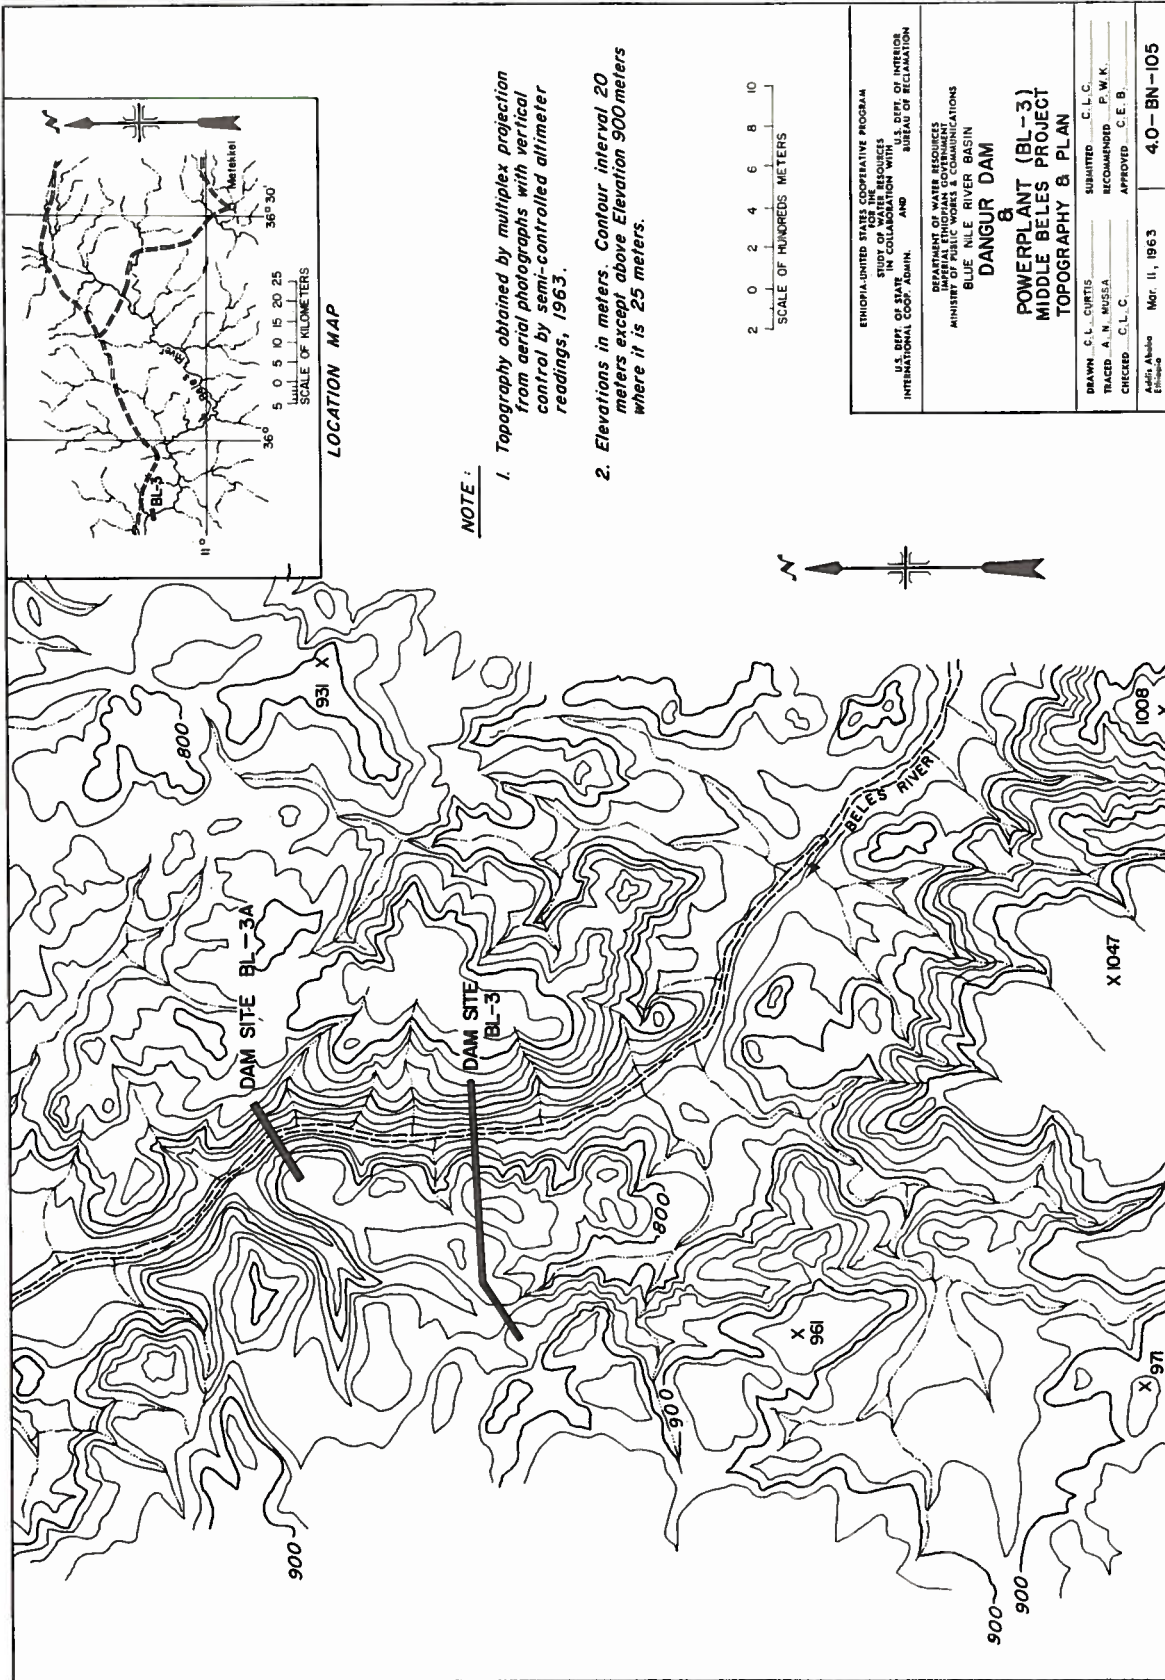 N
BL-3
Metekkel
Beles River
11°
36°
36° 30'
5 0 5 10 15 20 25
SCALE OF KILOMETERS
LOCATION MAP
NOTE :
1. Topography obtained by multiplex projection
from aerial photographs with vertical
control by semi-controlled altimeter
readings, 1963.
2. Elevations in meters. Contour interval 20
meters except above Elevation 900 meters
where it is 25 meters.
2 0 2 4 6 8 10
SCALE OF HUNDREDS METERS
N
DAM SITE BL-3A
DAM SITE
BL-3
BELES RIVER
800
931
800
900
900
961
X
971
X
X 1047
1008
X
900
900
ETHIOPIA-UNITED STATES COOPERATIVE PROGRAM
FOR THE
STUDY OF WATER RESOURCES
IN COLLABORATION WITH
U.S. DEPT. OF STATE AND U.S. DEPT. OF INTERIOR
INTERNATIONAL COOP. ADMIN. BUREAU OF RECLAMATION
DEPARTMENT OF WATER RESOURCES
IMPERIAL ETHIOPIAN GOVERNMENT
MINISTRY OF PUBLIC WORKS & COMMUNICATIONS
BLUE NILE RIVER BASIN
DANGUR DAM
&
POWERPLANT (BL-3)
MIDDLE BELES PROJECT
TOPOGRAPHY & PLAN
DRAWN C.L. CURTIS SUBMITTED C.L.C.
TRACED A.N. MUSSA RECOMMENDED P.W.K.
CHECKED C.L.C. APPROVED C.E.B.
Addis Ababa
Ethiopia Mar. 11, 1963 4.0-BN-105